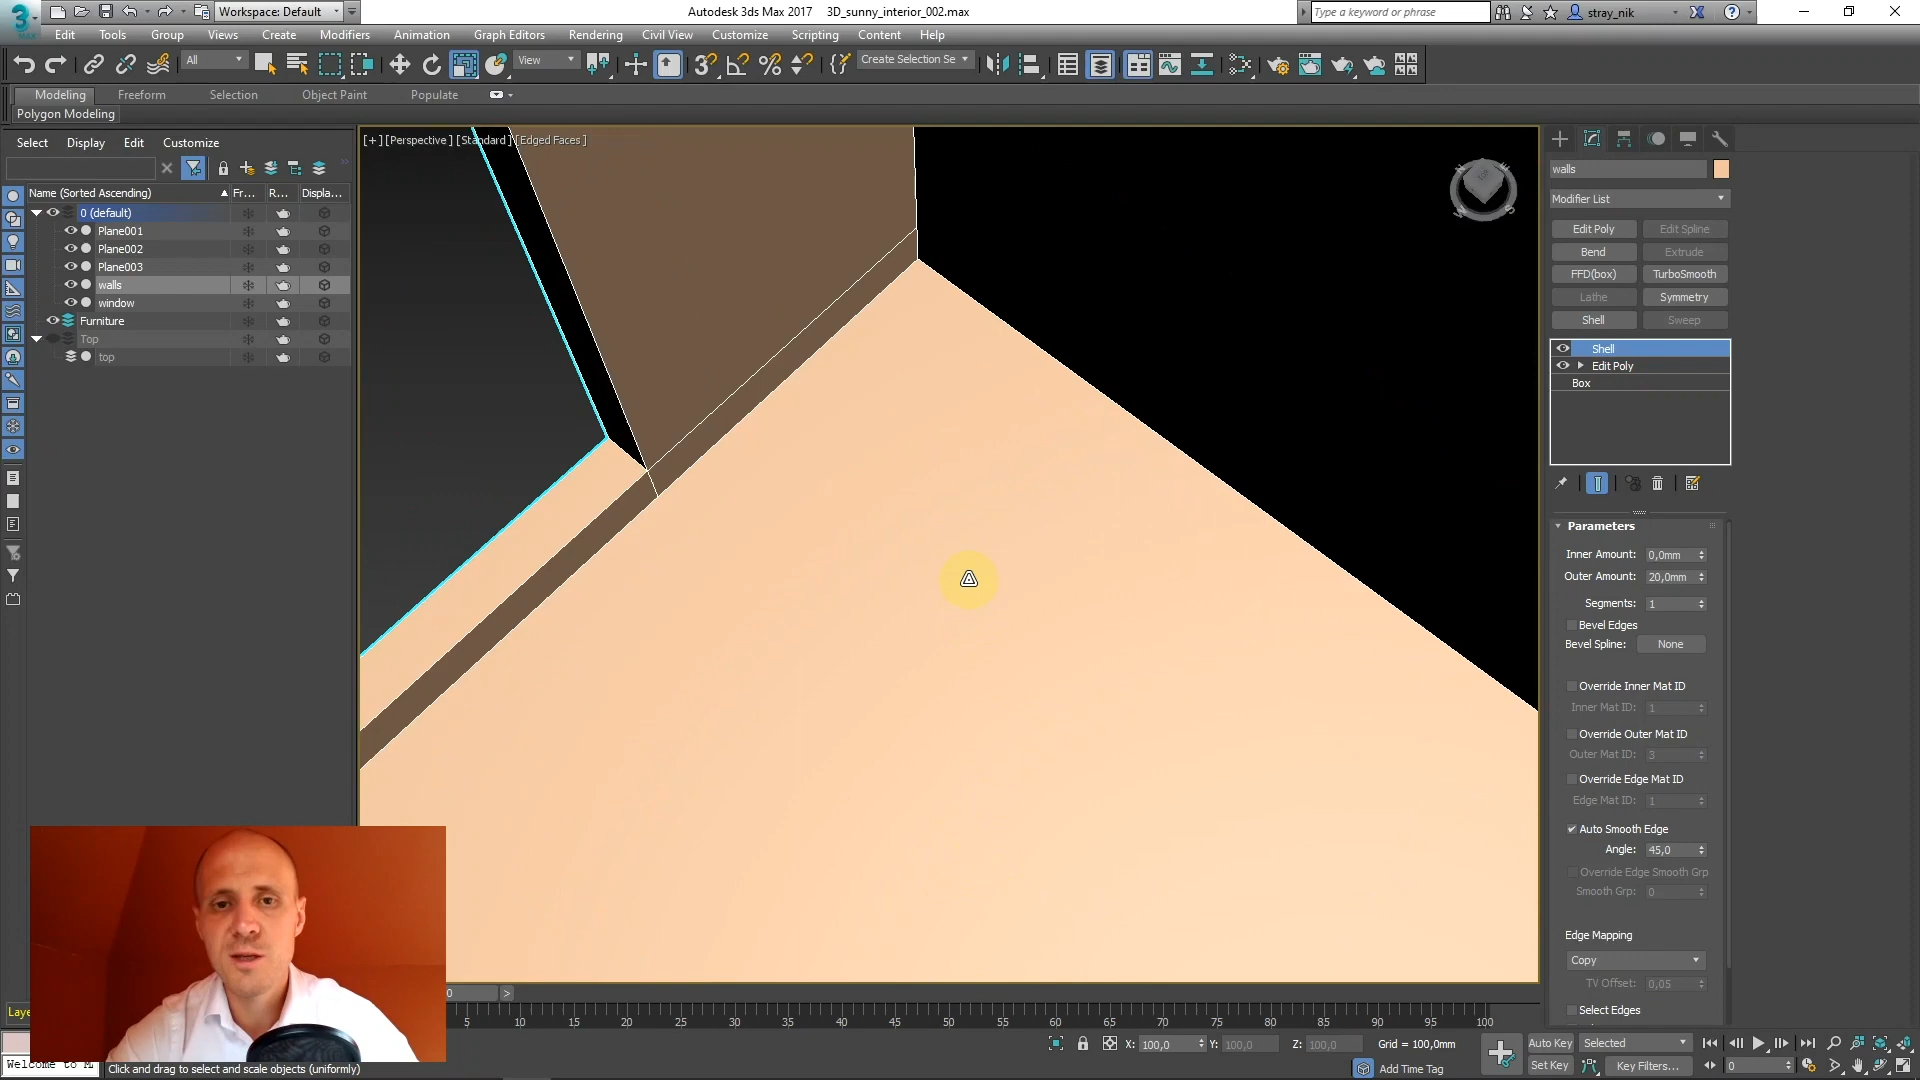 Workspace: Default
Autodesk 3ds Max 2017    3D_sunny_interior_002.max
Type a keyword or phrase
stray_nik
3
MAX
Edit
Tools
Group
Views
Create
Modifiers
Animation
Graph Editors
Rendering
Civil View
Customize
Scripting
Content
Help
All
View
Create Selection Se
Modeling
Freeform
Selection
Object Paint
Populate
Polygon Modeling
Select
Display
Edit
Customize
Name (Sorted Ascending)
Fr...
R...
Displa...
0 (default)
Plane001
Plane002
Plane003
walls
window
Furniture
Top
top
[+] [Perspective ] [Standard ] [Edged Faces ]
walls
Modifier List
Edit Poly
Edit Spline
Bend
Extrude
FFD(box)
TurboSmooth
Lathe
Symmetry
Shell
Sweep
Shell
Edit Poly
Box
Parameters
Inner Amount: 0,0mm
Outer Amount: 20,0mm
Segments: 1
Bevel Edges
Bevel Spline: None
Override Inner Mat ID
Inner Mat ID: 1
Override Outer Mat ID
Outer Mat ID: 3
Override Edge Mat ID
Edge Mat ID: 1
Auto Smooth Edge
Angle: 45,0
Override Edge Smooth Grp
Smooth Grp: 0
Edge Mapping
Copy
TV Offset: 0,05
Select Edges
0
>
5 10 15 20 25 30 35 40 45 50 55 60 65 70 75 80 85 90 95 100
X: 100,0
Y: 100,0
Z: 100,0
Grid = 100,0mm
Add Time Tag
Auto Key
Selected
Set Key
Key Filters...
0
Welcome to M
Click and drag to select and scale objects (uniformly)